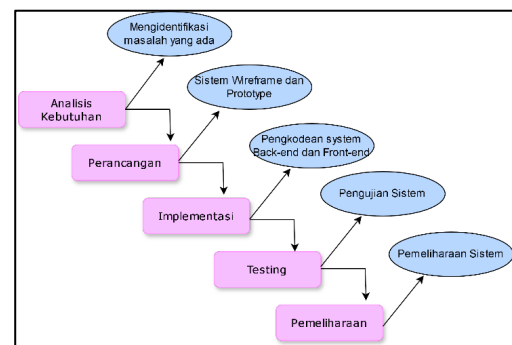 Mengidentifikasi
masalah yang ada
Sistem Wireframe dan
Prototype
Analisis
Kebutuhan
Pengkodean system
Back-end dan Front-end
Perancangan
Pengujian Sistem
Implementasi
Pemeliharaan Sistem
Testing
Pemeliharaan